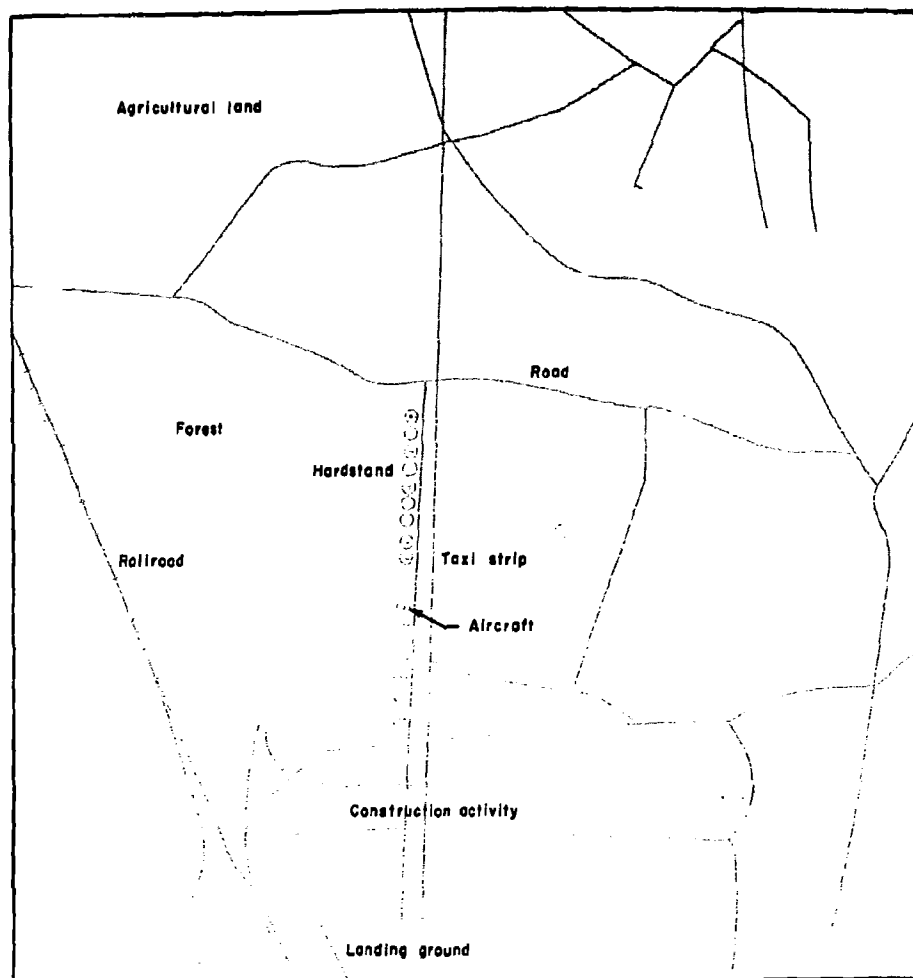 Agricultural land
Road
Forest
Hardstand
Railroad
Taxi strip
Aircraft
Construction activity
Landing ground